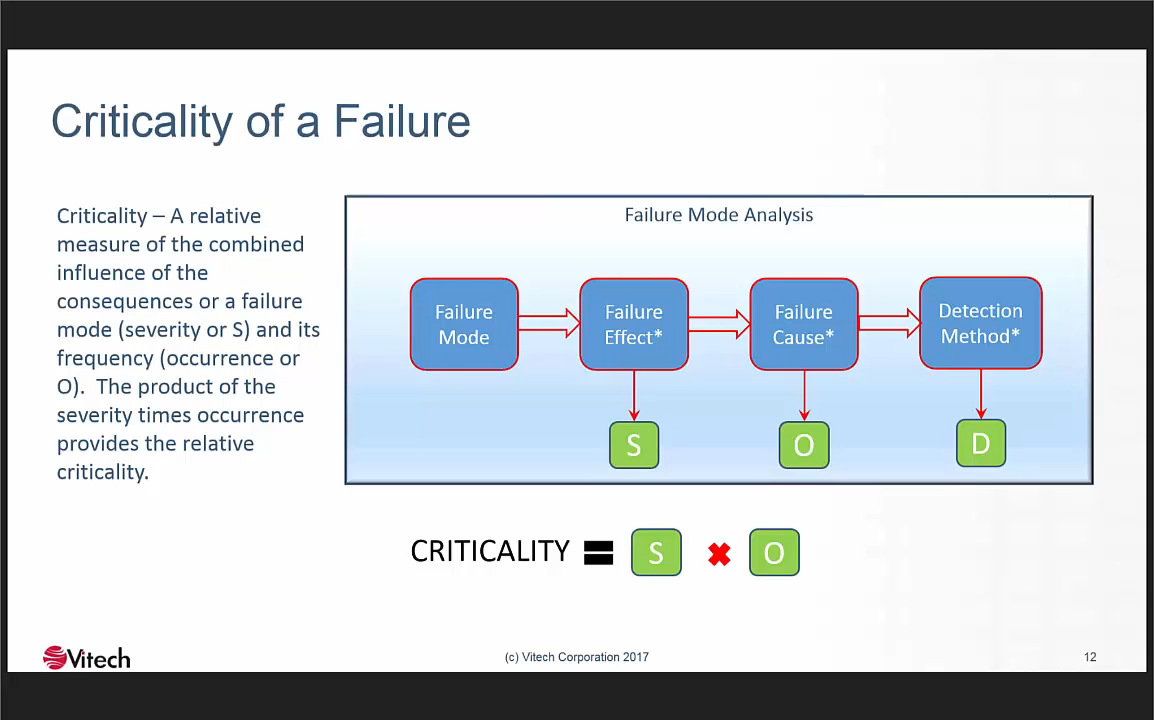 Criticality of a Failure
Criticality – A relative
measure of the combined
influence of the
consequences or a failure
mode (severity or S) and its
frequency (occurrence or
O).  The product of the
severity times occurrence
provides the relative
criticality.
Failure Mode Analysis
Failure
Mode
Failure
Effect*
Failure
Cause*
Detection
Method*
S
O
D
CRITICALITY = S ✖ O
Vitech
(c) Vitech Corporation 2017
12